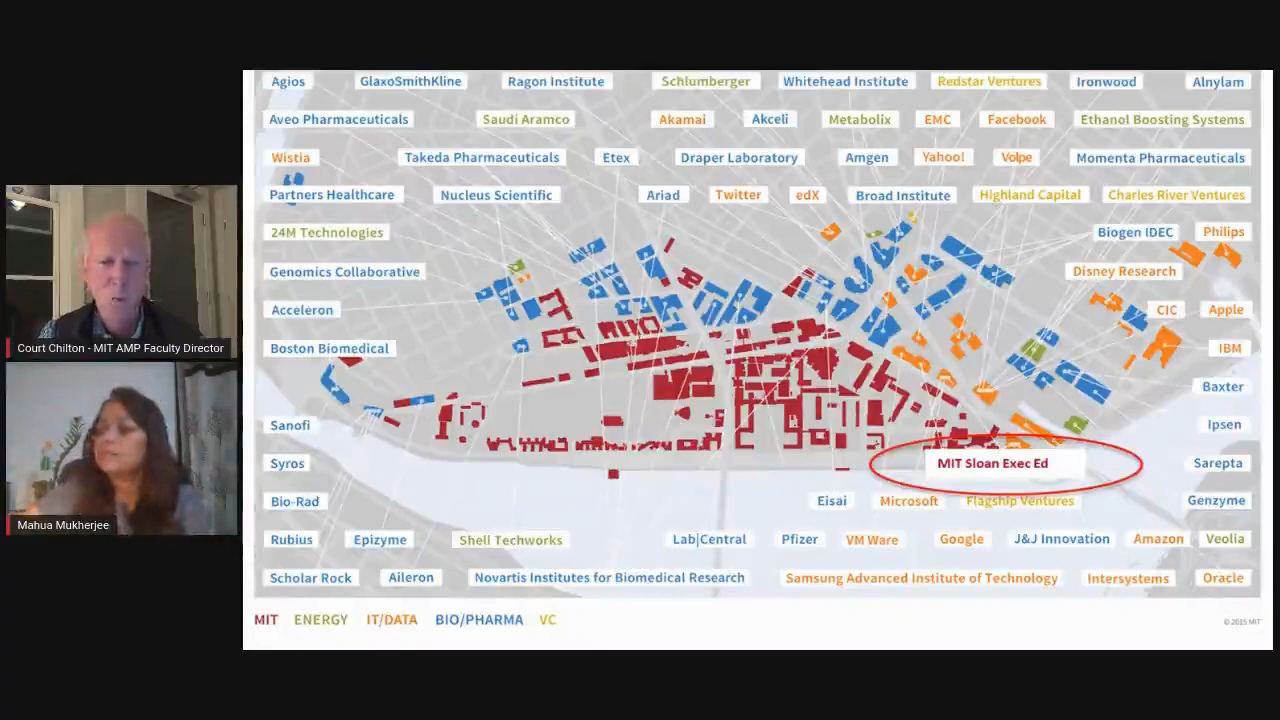 Agios GlaxoSmithKline Ragon Institute Schlumberger Whitehead Institute Redstar Ventures Ironwood Alnylam
Aveo Pharmaceuticals Saudi Aramco Akamai Akceli Metabolix EMC Facebook Ethanol Boosting Systems
Wistia Takeda Pharmaceuticals Etex Draper Laboratory Amgen Yahoo! Volpe Momenta Pharmaceuticals
Partners Healthcare Nucleus Scientific Ariad Twitter edX Broad Institute Highland Capital Charles River Ventures
24M Technologies Biogen IDEC Philips
Genomics Collaborative Disney Research
Acceleron CIC Apple
Boston Biomedical IBM
Court Chilton - MIT AMP Faculty Director
Baxter
Sanofi Ipsen
Syros MIT Sloan Exec Ed Sarepta
Bio-Rad Eisai Microsoft Flagship Ventures Genzyme
Mahua Mukherjee
Rubius Epizyme Shell Techworks Lab|Central Pfizer VM Ware Google J&J Innovation Amazon Veolia
Scholar Rock Aileron Novartis Institutes for Biomedical Research Samsung Advanced Institute of Technology Intersystems Oracle
MIT ENERGY IT/DATA BIO/PHARMA VC
© 2015 MIT